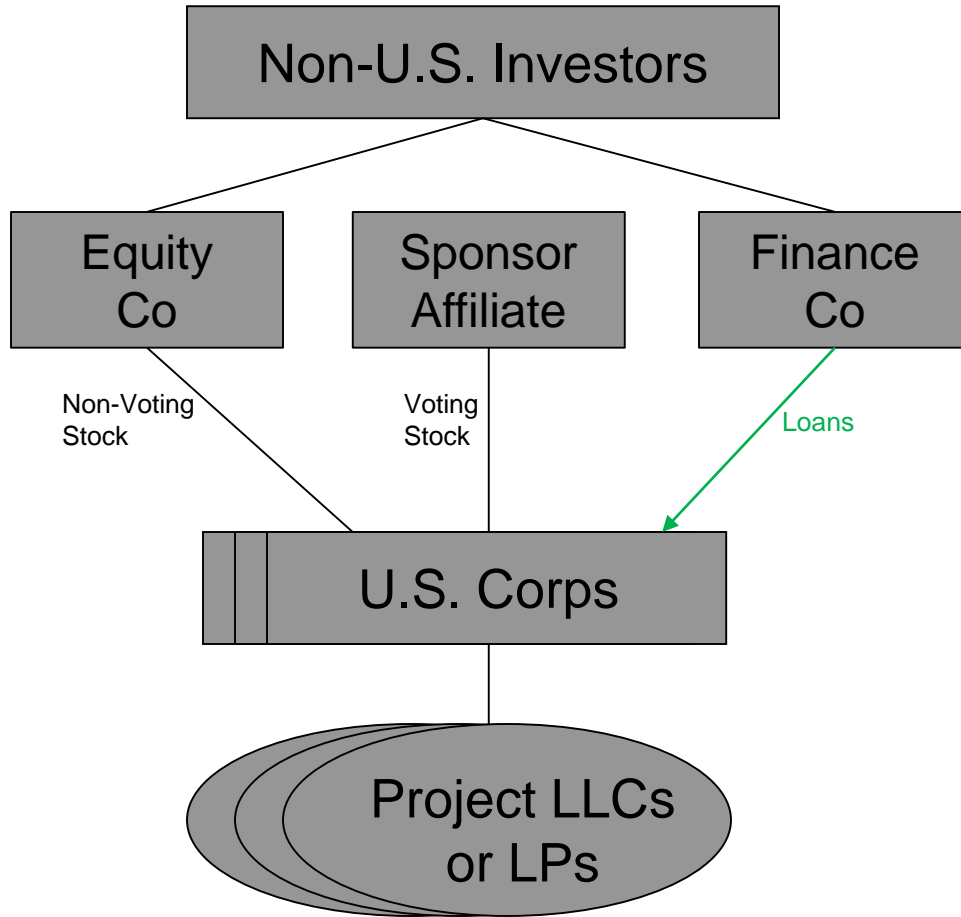 Non-U.S. Investors
Equity
Co
Sponsor
Affiliate
Finance
Co
Non-Voting
Stock
Voting
Stock
Loans
U.S. Corps
Project LLCs
or LPs